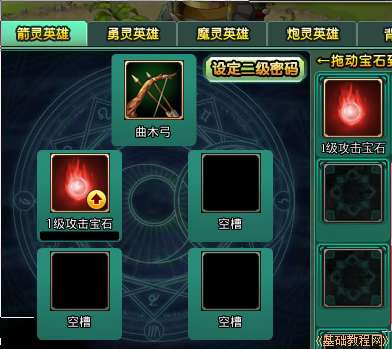 箭灵英雄 勇灵英雄 魔灵英雄 炮灵英雄
←拖动宝石到
设定二级密码
曲木弓
1级攻击宝石
1级攻击宝石 空槽
空槽 空槽
《基础教程网》